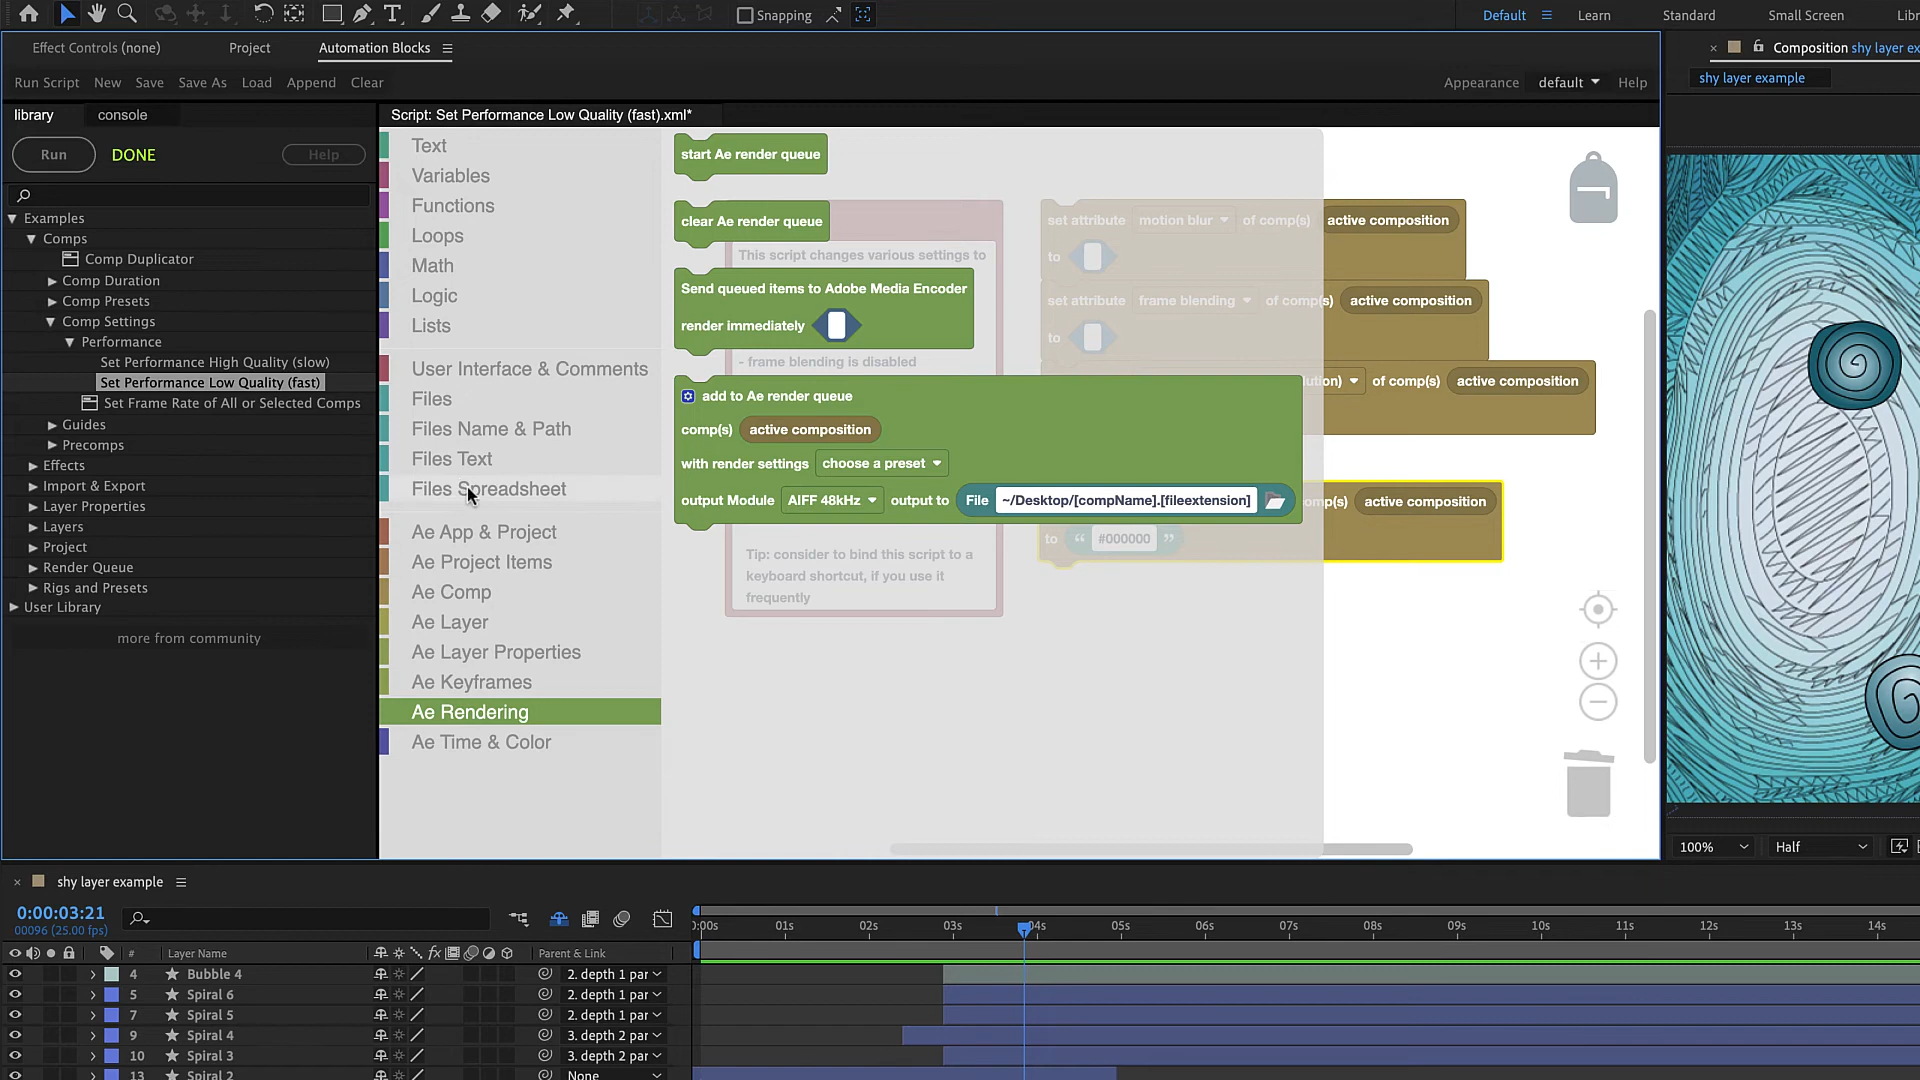 Snapping
Default
Learn
Standard
Small Screen
Effect Controls (none)
Project
Automation Blocks
Composition shy layer ex
Run Script New Save Save As Load Append Clear
Appearance default Help
shy layer example
library
console
Script: Set Performance Low Quality (fast).xml*
Run
DONE
Help
Examples
Comps
Comp Duplicator
Comp Duration
Comp Presets
Comp Settings
Performance
Set Performance High Quality (slow)
Set Performance Low Quality (fast)
Set Frame Rate of All or Selected Comps
Guides
Precomps
Effects
Import & Export
Layer Properties
Layers
Project
Render Queue
Rigs and Presets
User Library
more from community
Text
Variables
Functions
Loops
Math
Logic
Lists
User Interface & Comments
Files
Files Name & Path
Files Text
Files Spreadsheet
Ae App & Project
Ae Project Items
Ae Comp
Ae Layer
Ae Layer Properties
Ae Keyframes
Ae Rendering
Ae Time & Color
start Ae render queue
clear Ae render queue
This script changes various settings to
Send queued items to Adobe Media Encoder
render immediately
- frame blending is disabled
add to Ae render queue
comp(s) active composition
with render settings choose a preset
output Module AIFF 48kHz output to File ~/Desktop/[compName].[fileextension]
Tip: consider to bind this script to a
keyboard shortcut, if you use it
frequently
set attribute motion blur of comp(s) active composition
to
set attribute frame blending of comp(s) active composition
to
lution) of comp(s) active composition
omp(s) active composition
to “ #000000 ”
100%
Half
shy layer example
0:00:03:21
00096 (25.00 fps)
# Layer Name
fx
Parent & Link
0:00s 01s 02s 03s 04s 05s 06s 07s 08s 09s 10s 11s 12s 13s 14s
4 Bubble 4 2. depth 1 par
5 Spiral 6 2. depth 1 par
7 Spiral 5 2. depth 1 par
9 Spiral 4 3. depth 2 par
10 Spiral 3 3. depth 2 par
13 Spiral 2 None